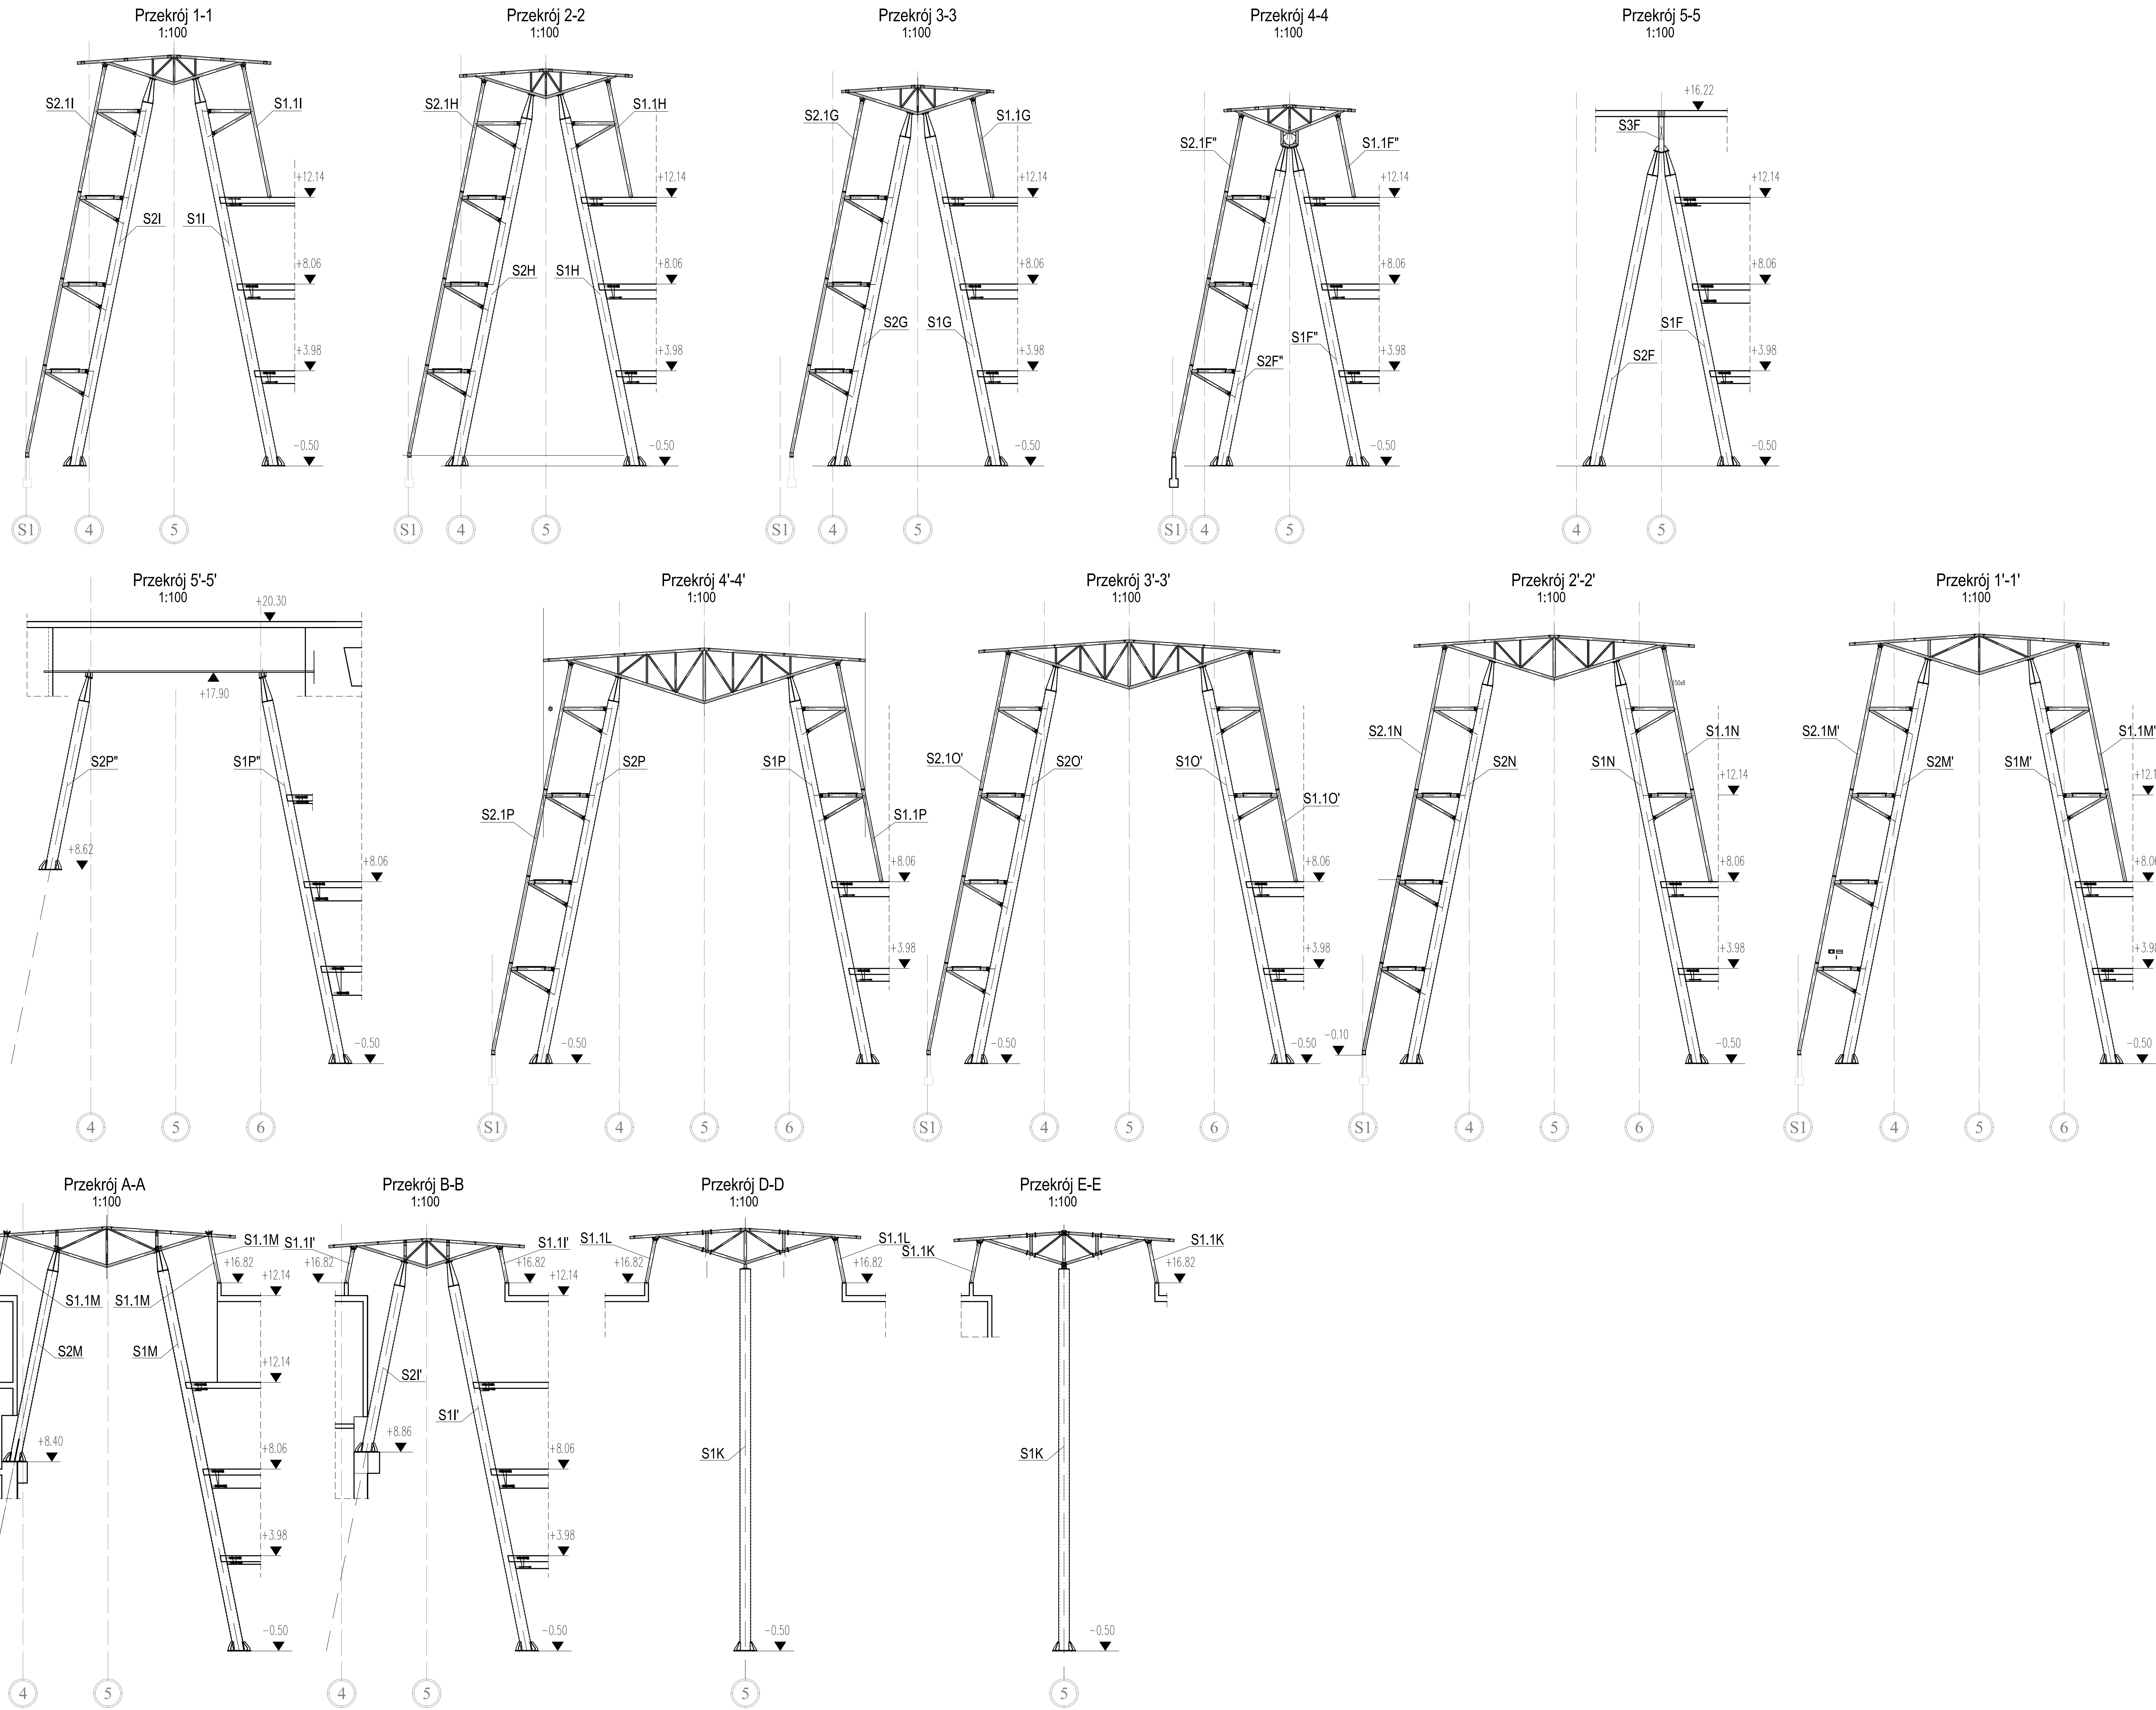 Przekrój 1-1
1:100
S2.1I
S1.1I
+12.14
S2I
S1I
+8.06
+3.98
-0.50
S1
4
5
Przekrój 2-2
1:100
S2.1H
S1.1H
+12.14
S2H
S1H
+8.06
+3.98
-0.50
S1
4
5
Przekrój 3-3
1:100
S2.1G
S1.1G
+12.14
+8.06
S2G
S1G
+3.98
-0.50
S1
4
5
Przekrój 4-4
1:100
S2.1F"
S1.1F"
+12.14
+8.06
S1F"
S2F"
+3.98
-0.50
S1
4
5
Przekrój 5-5
1:100
+16.22
S3F
+12.14
+8.06
S1F
S2F
+3.98
-0.50
4
5
Przekrój 5'-5'
1:100
+20.30
+17.90
S2P"
S1P"
+8.62
+8.06
-0.50
4
5
6
Przekrój 4'-4'
1:100
S2P
S1P
S2.1P
S1.1P
+8.06
+3.98
-0.50
S1
4
5
6
Przekrój 3'-3'
1:100
S2.1O'
S2O'
S1O'
S1.1O'
+8.06
+3.98
-0.50
-0.50
S1
4
5
6
Przekrój 2'-2'
1:100
S2.1N
S1.1N
S2N
S1N
+12.14
+8.06
+3.98
-0.10
-0.50
-0.50
S1
4
5
6
Przekrój 1'-1'
1:100
S2.1M'
S1.1M'
S2M'
S1M'
+12.1
+8.06
+3.98
-0.50
-0.50
S1
4
5
6
Przekrój A-A
1:100
S1.1M
+16.82
+12.14
S1.1M
S1.1M
S2M
S1M
+12.14
+8.40
+8.06
+3.98
-0.50
4
5
Przekrój B-B
1:100
S1.1I'
S1.1I'
+16.82
+16.82
+12.14
S2I'
S1I'
+8.86
+8.06
+3.98
-0.50
4
5
Przekrój D-D
1:100
S1.1L
S1.1L
+16.82
+16.82
S1K
-0.50
5
Przekrój E-E
1:100
S1.1K
S1.1K
+16.82
S1K
-0.50
5